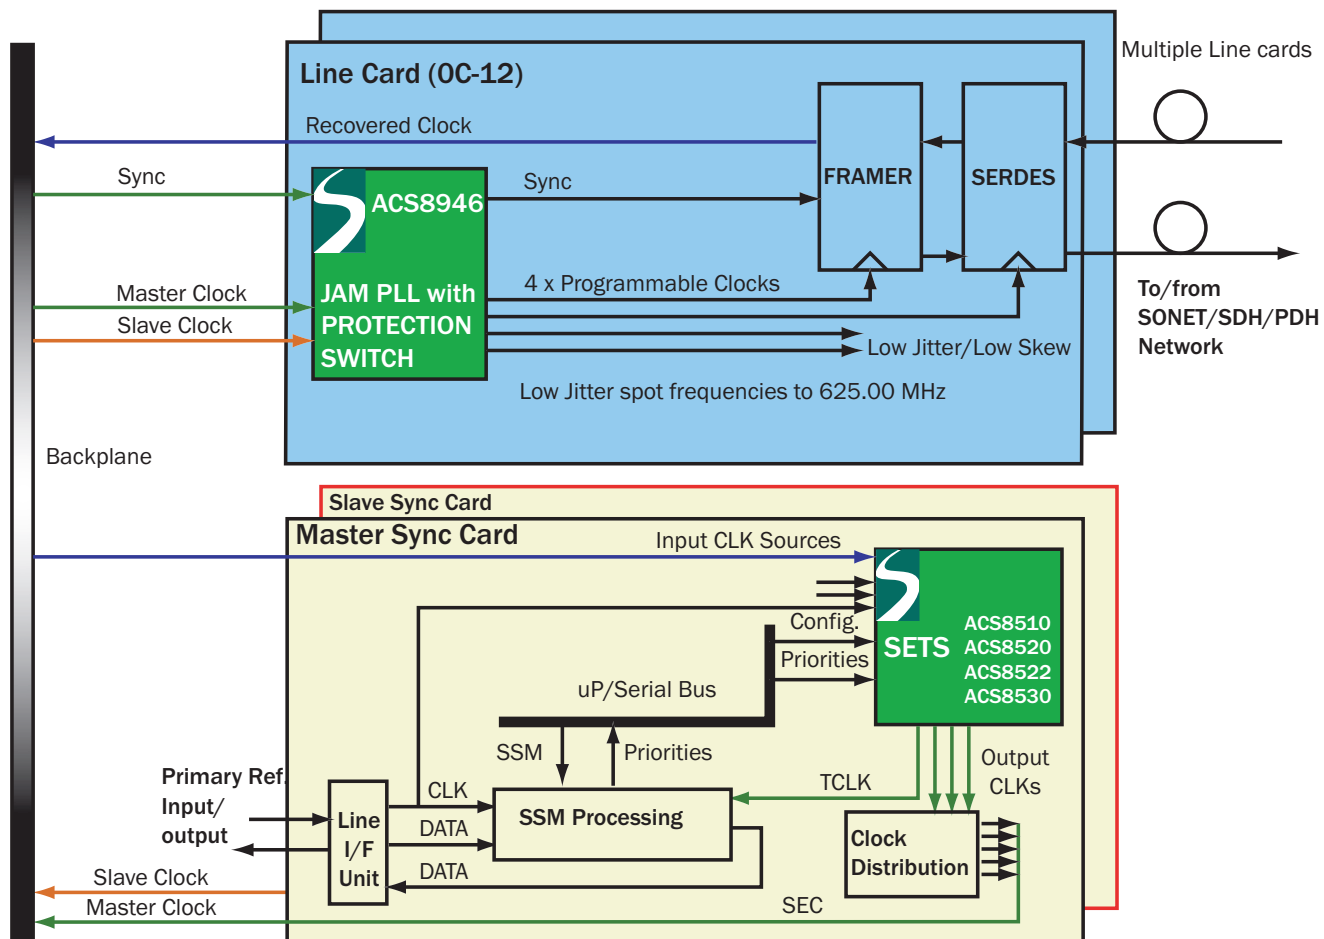 Multiple Line cards
Line Card (OC-12)
Recovered Clock
Sync
ACS8946
Sync
FRAMER
SERDES
JAM PLL with
PROTECTION
SWITCH
4 x Programmable Clocks
Master Clock
Slave Clock
Low Jitter/Low Skew
Low Jitter spot frequencies to 625.00 MHz
To/from
SONET/SDH/PDH
Network
Backplane
Slave Sync Card
Master Sync Card
Input CLK Sources
Config.
Priorities
SETS
ACS8510
ACS8520
ACS8522
ACS8530
uP/Serial Bus
SSM
Priorities
Output
CLKs
TCLK
Primary Ref.
Input/
output
Line
I/F
Unit
CLK
DATA
DATA
SSM Processing
Clock
Distribution
Slave Clock
Master Clock
SEC